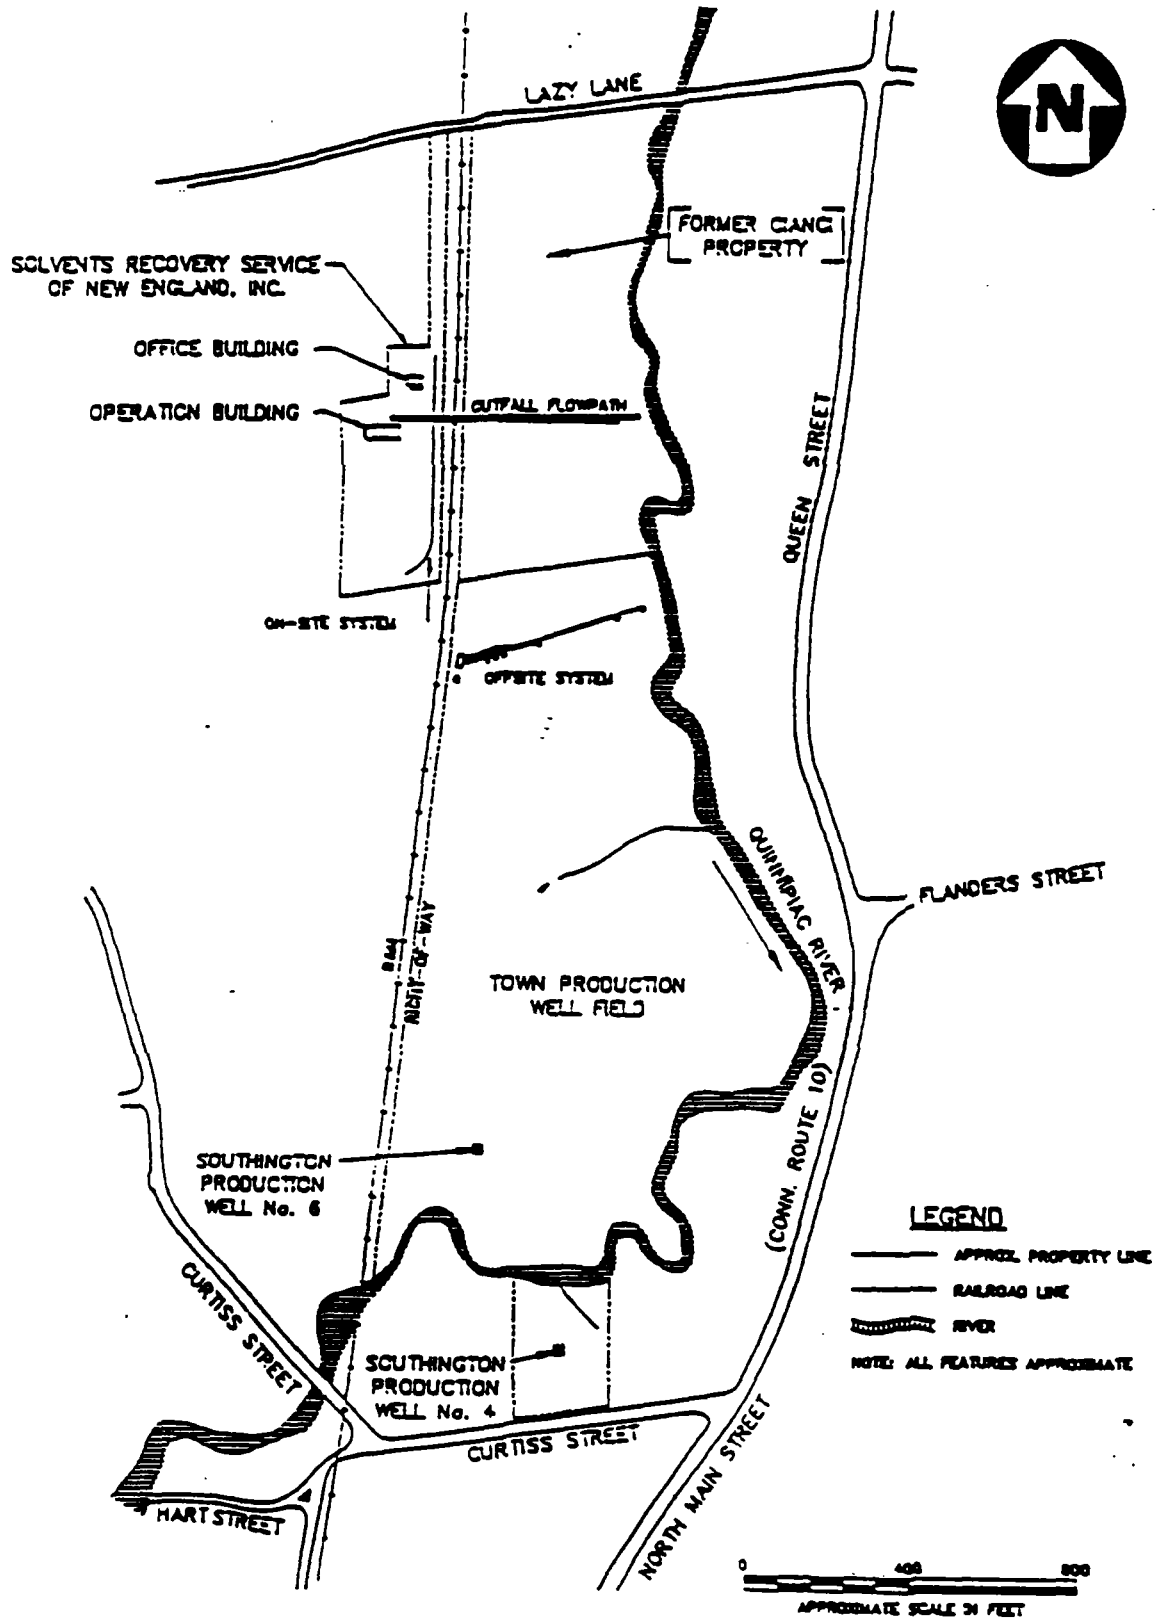 LAZY LANE
N
FORMER CIANCI
PROPERTY
SOLVENTS RECOVERY SERVICE
OF NEW ENGLAND, INC.
OFFICE BUILDING
OPERATION BUILDING
OUTFALL FLOWPATH
QUEEN STREET
ON-SITE SYSTEM
OFFSITE SYSTEM
QUINNIPIAC RIVER
FLANDERS STREET
RIGHT-OF-WAY
TOWN PRODUCTION
WELL FIELD
(CONN. ROUTE 10)
SOUTHINGTON
PRODUCTION
WELL No. 6
LEGEND
APPROX. PROPERTY LINE
RAILROAD LINE
RIVER
NOTE: ALL FEATURES APPROXIMATE
CURTISS STREET
SOUTHINGTON
PRODUCTION
WELL No. 4
CURTISS STREET
NORTH MAIN STREET
HART STREET
0 400 800
APPROXIMATE SCALE IN FEET